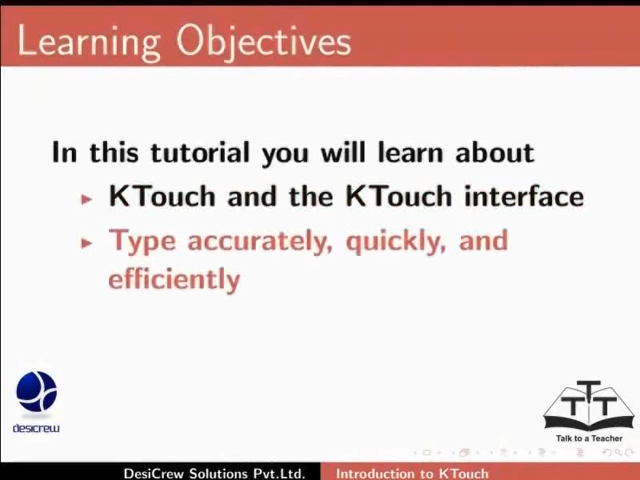 Learning Objectives
In this tutorial you will learn about
KTouch and the KTouch interface
Type accurately, quickly, and
efficiently
desicrew
T T T
Talk to a Teacher
DesiCrew Solutions Pvt.Ltd. Introduction to KTouch